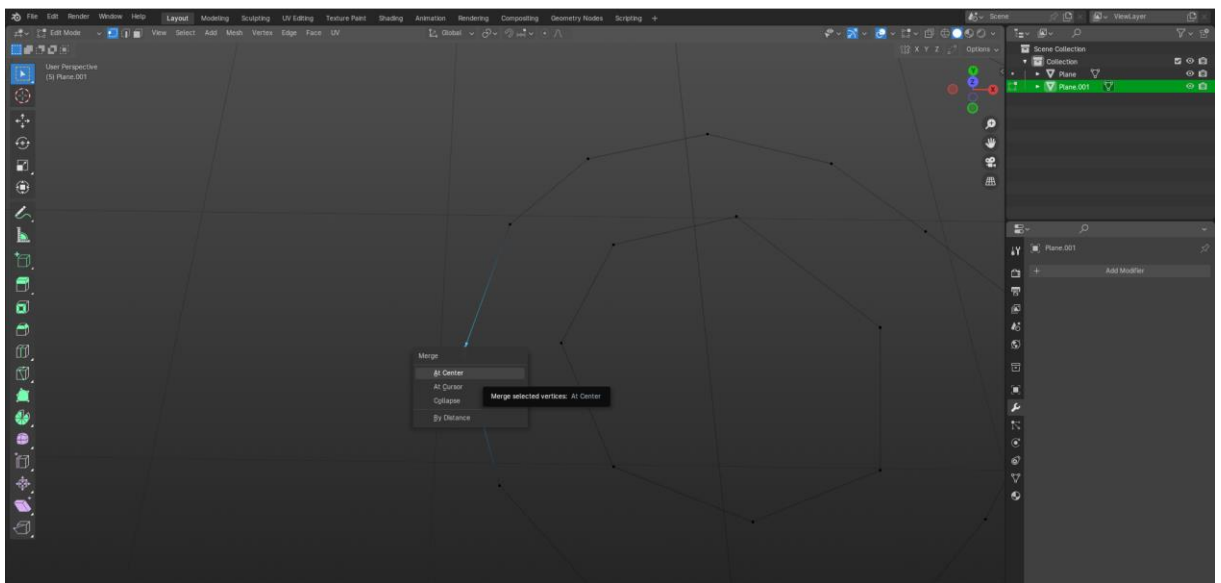 File Edit Render Window Help Layout Modeling Sculpting UV Editing Texture Paint Shading Animation Rendering Compositing Geometry Nodes Scripting + Scene ViewLayer
Edit Mode View Select Add Mesh Vertex Edge Face UV Global
X Y Z Options
User Perspective
(5) Plane.001
Z
Y
X
Merge
At Center
At Cursor
Collapse
By Distance
Merge selected vertices: At Center
Scene Collection
Collection
Plane
Plane.001
Plane.001
+ Add Modifier